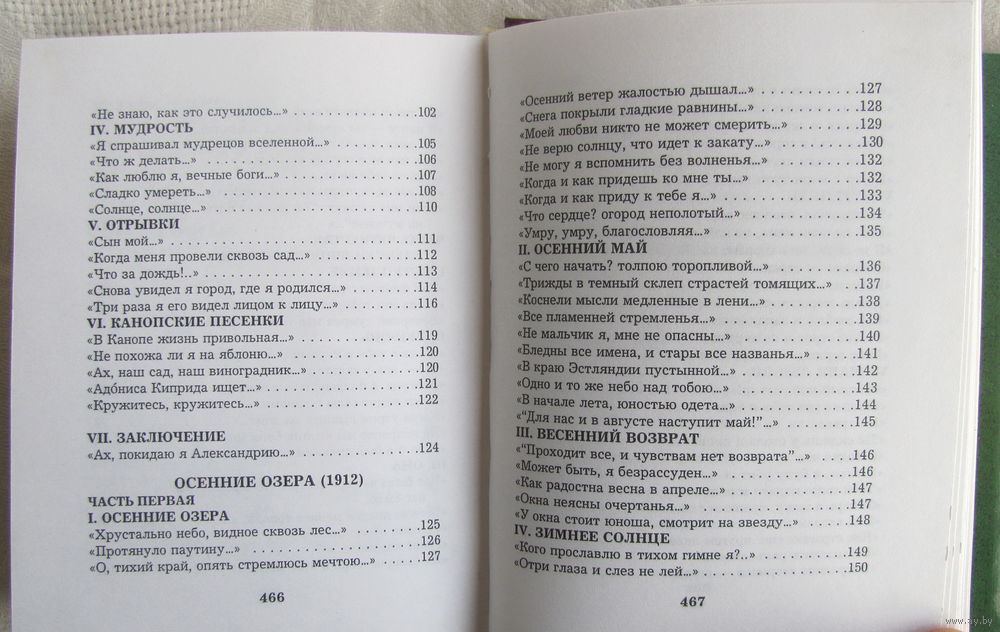 «Не знаю, как это случилось...» . . . . . . . . . . . . . . . .102
IV. МУДРОСТЬ
«Я спрашивал мудрецов вселенной...» . . . . . . . . . . .105
«Что ж делать...» . . . . . . . . . . . . . . . . . . . . . . . . . . .106
«Как люблю я, вечные боги...» . . . . . . . . . . . . . . . . .107
«Сладко умереть...» . . . . . . . . . . . . . . . . . . . . . . . . . .108
«Солнце, солнце...» . . . . . . . . . . . . . . . . . . . . . . . . . .110
V. ОТРЫВКИ
«Сын мой...» . . . . . . . . . . . . . . . . . . . . . . . . . . . . . . .111
«Когда меня провели сквозь сад...» . . . . . . . . . . . . .112
«Что за дождь!.. . . . . . . . . . . . . . . . . . . . . . . . . . . . .113
«Снова увидел я город, где я родился...» . . . . . . . . .114
«Три раза я его видел лицом к лицу...» . . . . . . . . . .116
VI. КАНОПСКИЕ ПЕСЕНКИ
«В Канопе жизнь привольная...» . . . . . . . . . . . . . . .119
«Не похожа ли я на яблоню...» . . . . . . . . . . . . . . . . .120
«Ах, наш сад, наш виноградник...» . . . . . . . . . . . . .120
«Адо́ниса Киприда ищет...» . . . . . . . . . . . . . . . . . . .121
«Кружитесь, кружитесь...» . . . . . . . . . . . . . . . . . . . .122
VII. ЗАКЛЮЧЕНИЕ
«Ах, покидаю я Александрию...» . . . . . . . . . . . . . . .124
ОСЕННИЕ ОЗЕРА (1912)
ЧАСТЬ ПЕРВАЯ
I. ОСЕННИЕ ОЗЕРА
«Хрустально небо, видное сквозь лес...» . . . . . . . .125
«Протянуло паутину...» . . . . . . . . . . . . . . . . . . . . . .126
«О, тихий край, опять стремлюсь мечтою...» . . . . .127
466
«Осенний ветер жалостью дышал...» . . . . . . . . . . . .127
«Снега покрыли гладкие равнины...» . . . . . . . . . . . .128
«Моей любви никто не может смерить...» . . . . . . . .129
«Не верю солнцу, что идет к закату...» . . . . . . . . . .130
«Не могу я вспомнить без волненья...» . . . . . . . . . .132
«Когда и как придешь ко мне ты...» . . . . . . . . . . . .132
«Когда и как приду к тебе я...» . . . . . . . . . . . . . . . .133
«Что сердце? огород неполотый...» . . . . . . . . . . . . .134
«Умру, умру, благословляя...» . . . . . . . . . . . . . . . . .135
II. ОСЕННИЙ МАЙ
«С чего начать? толпою торопливой...» . . . . . . . . . .136
«Трижды в темный склеп страстей томящих...» . . .137
«Коснели мысли медленные в лени...» . . . . . . . . . .138
«Все пламенней стремленья...» . . . . . . . . . . . . . . . .139
«Не мальчик я, мне не опасны...» . . . . . . . . . . . . . .140
«Бледны все имена, и стары все названья...» . . . . .141
«В краю Эстляндии пустынной...» . . . . . . . . . . . . .142
«Одно и то же небо над тобою...» . . . . . . . . . . . . . .143
«В начале лета, юностью одета...» . . . . . . . . . . . . .144
«“Для нас и в августе наступит май!”...» . . . . . . . .145
III. ВЕСЕННИЙ ВОЗВРАТ
«“Проходит все, и чувствам нет возврата”...» . . . . .146
«Может быть, я безрассуден...» . . . . . . . . . . . . . . . .146
«Как радостна весна в апреле...» . . . . . . . . . . . . . . .147
«Окна неясны очертанья...» . . . . . . . . . . . . . . . . . . .147
«У окна стоит юноша, смотрит на звезду...» . . . . . .148
IV. ЗИМНЕЕ СОЛНЦЕ
«Кого прославлю в тихом гимне я?..» . . . . . . . . . . .149
«Отри глаза и слез не лей...» . . . . . . . . . . . . . . . . . .150
467
www.ay.by